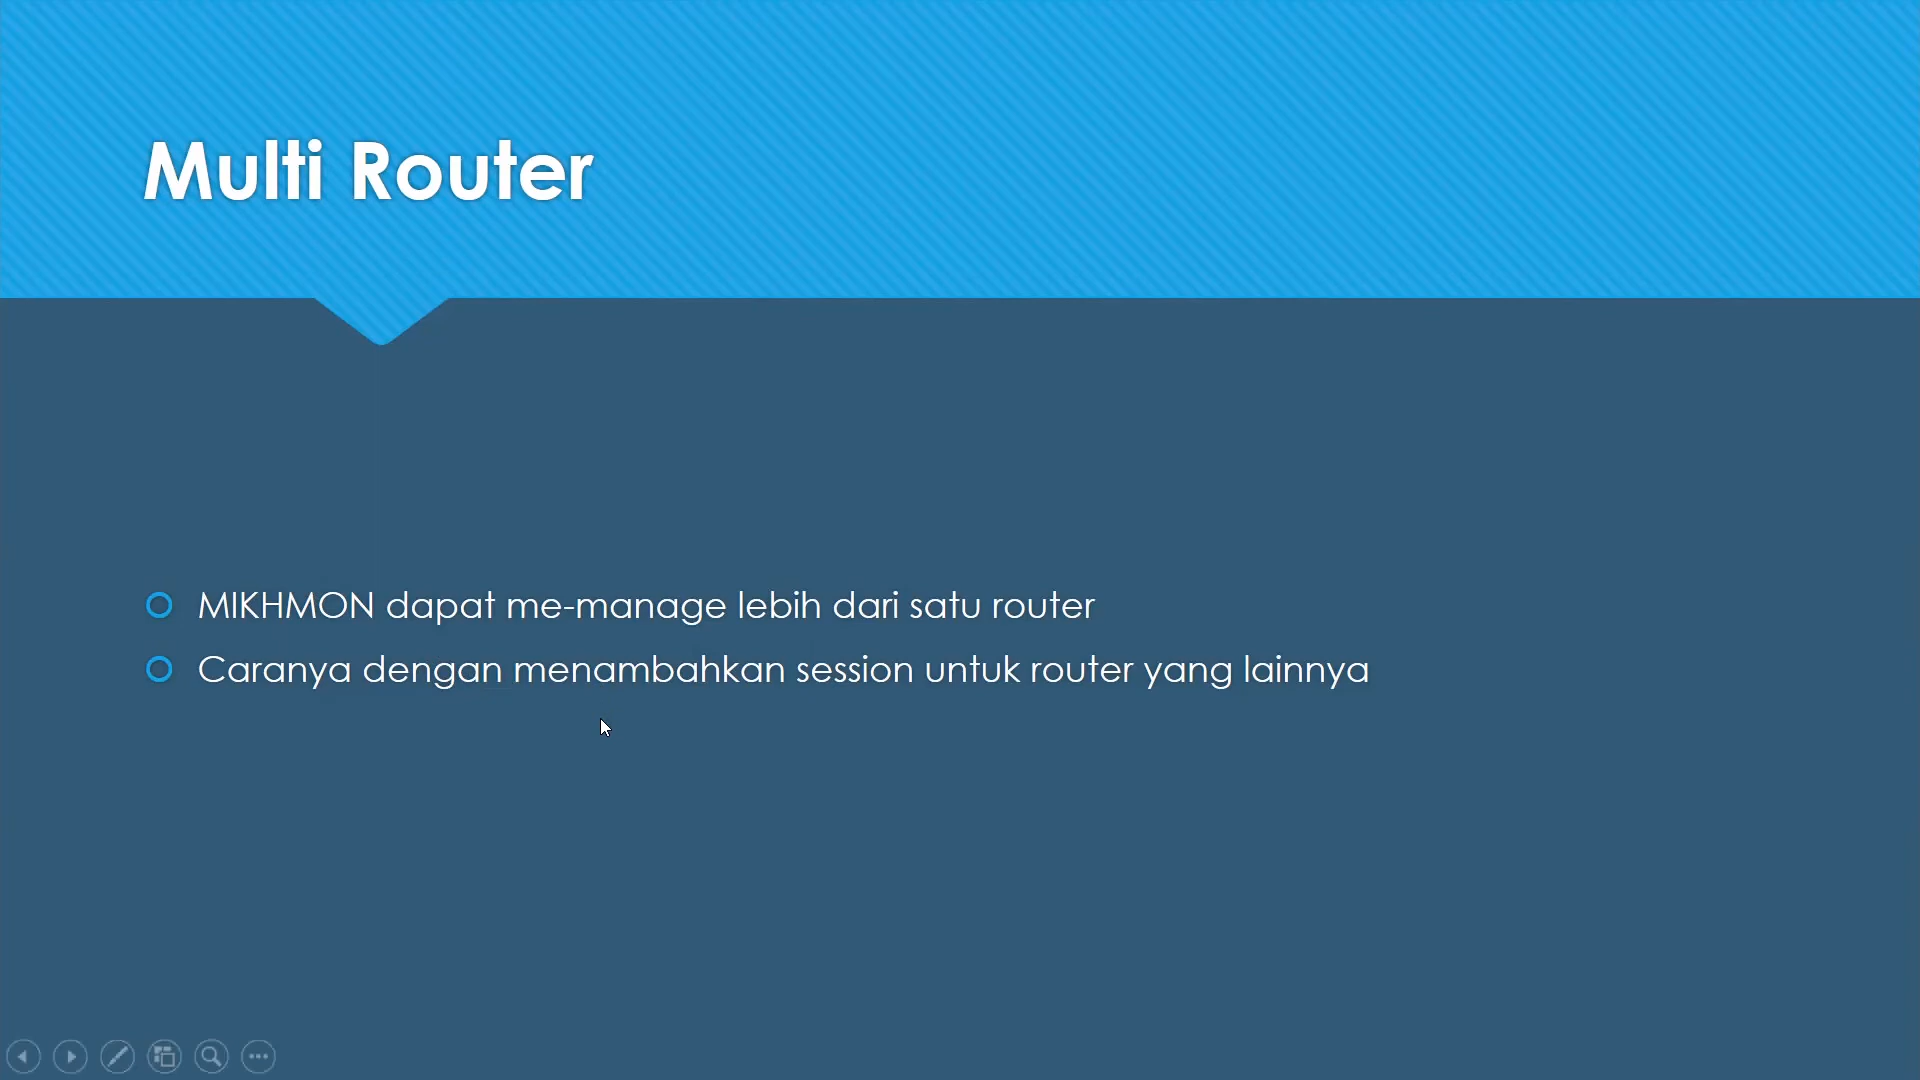 Multi Router
MIKHMON dapat me-manage lebih dari satu router
Caranya dengan menambahkan session untuk router yang lainnya